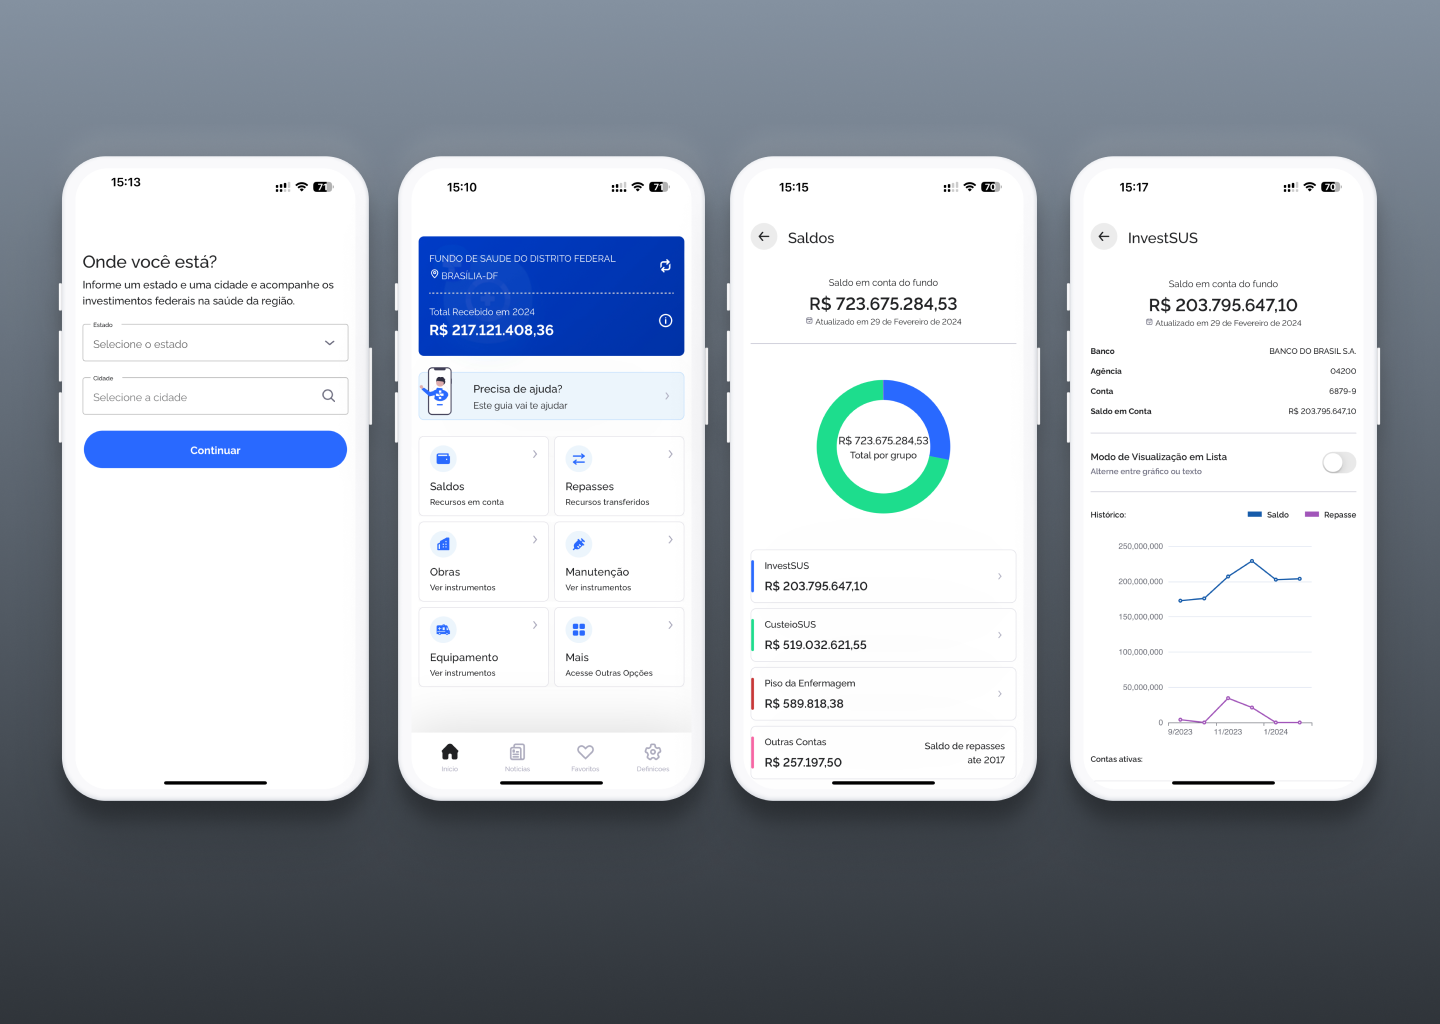 15:13
71
Onde você está?
Informe um estado e uma cidade e acompanhe os
investimentos federais na saúde da região.
Estado
Selecione o estado
Cidade
Selecione a cidade
Continuar
15:10
71
FUNDO DE SAUDE DO DISTRITO FEDERAL
BRASÍLIA-DF
Total Recebido em 2024
R$ 217.121.408,36
Precisa de ajuda?
Este guia vai te ajudar
Saldos
Recursos em conta
Repasses
Recursos transferidos
Obras
Ver instrumentos
Manutenção
Ver instrumentos
Equipamento
Ver instrumentos
Mais
Acesse Outras Opções
Início
Notícias
Favoritos
Definicoes
15:15
70
Saldos
Saldo em conta do fundo
R$ 723.675.284,53
Atualizado em 29 de Fevereiro de 2024
R$ 723.675.284,53
Total por grupo
InvestSUS
R$ 203.795.647,10
CusteioSUS
R$ 519.032.621,55
Piso da Enfermagem
R$ 589.818,38
Outras Contas
R$ 257.197,50
Saldo de repasses
ate 2017
15:17
70
InvestSUS
Saldo em conta do fundo
R$ 203.795.647,10
Atualizado em 29 de Fevereiro de 2024
Banco BANCO DO BRASIL S.A.
Agência 04200
Conta 6879-9
Saldo em Conta R$ 203.795.647,10
Modo de Visualização em Lista
Alterne entre gráfico ou texto
Histórico: Saldo Repasse
250,000,000
200,000,000
150,000,000
100,000,000
50,000,000
0
9/2023 11/2023 1/2024
Contas ativas: